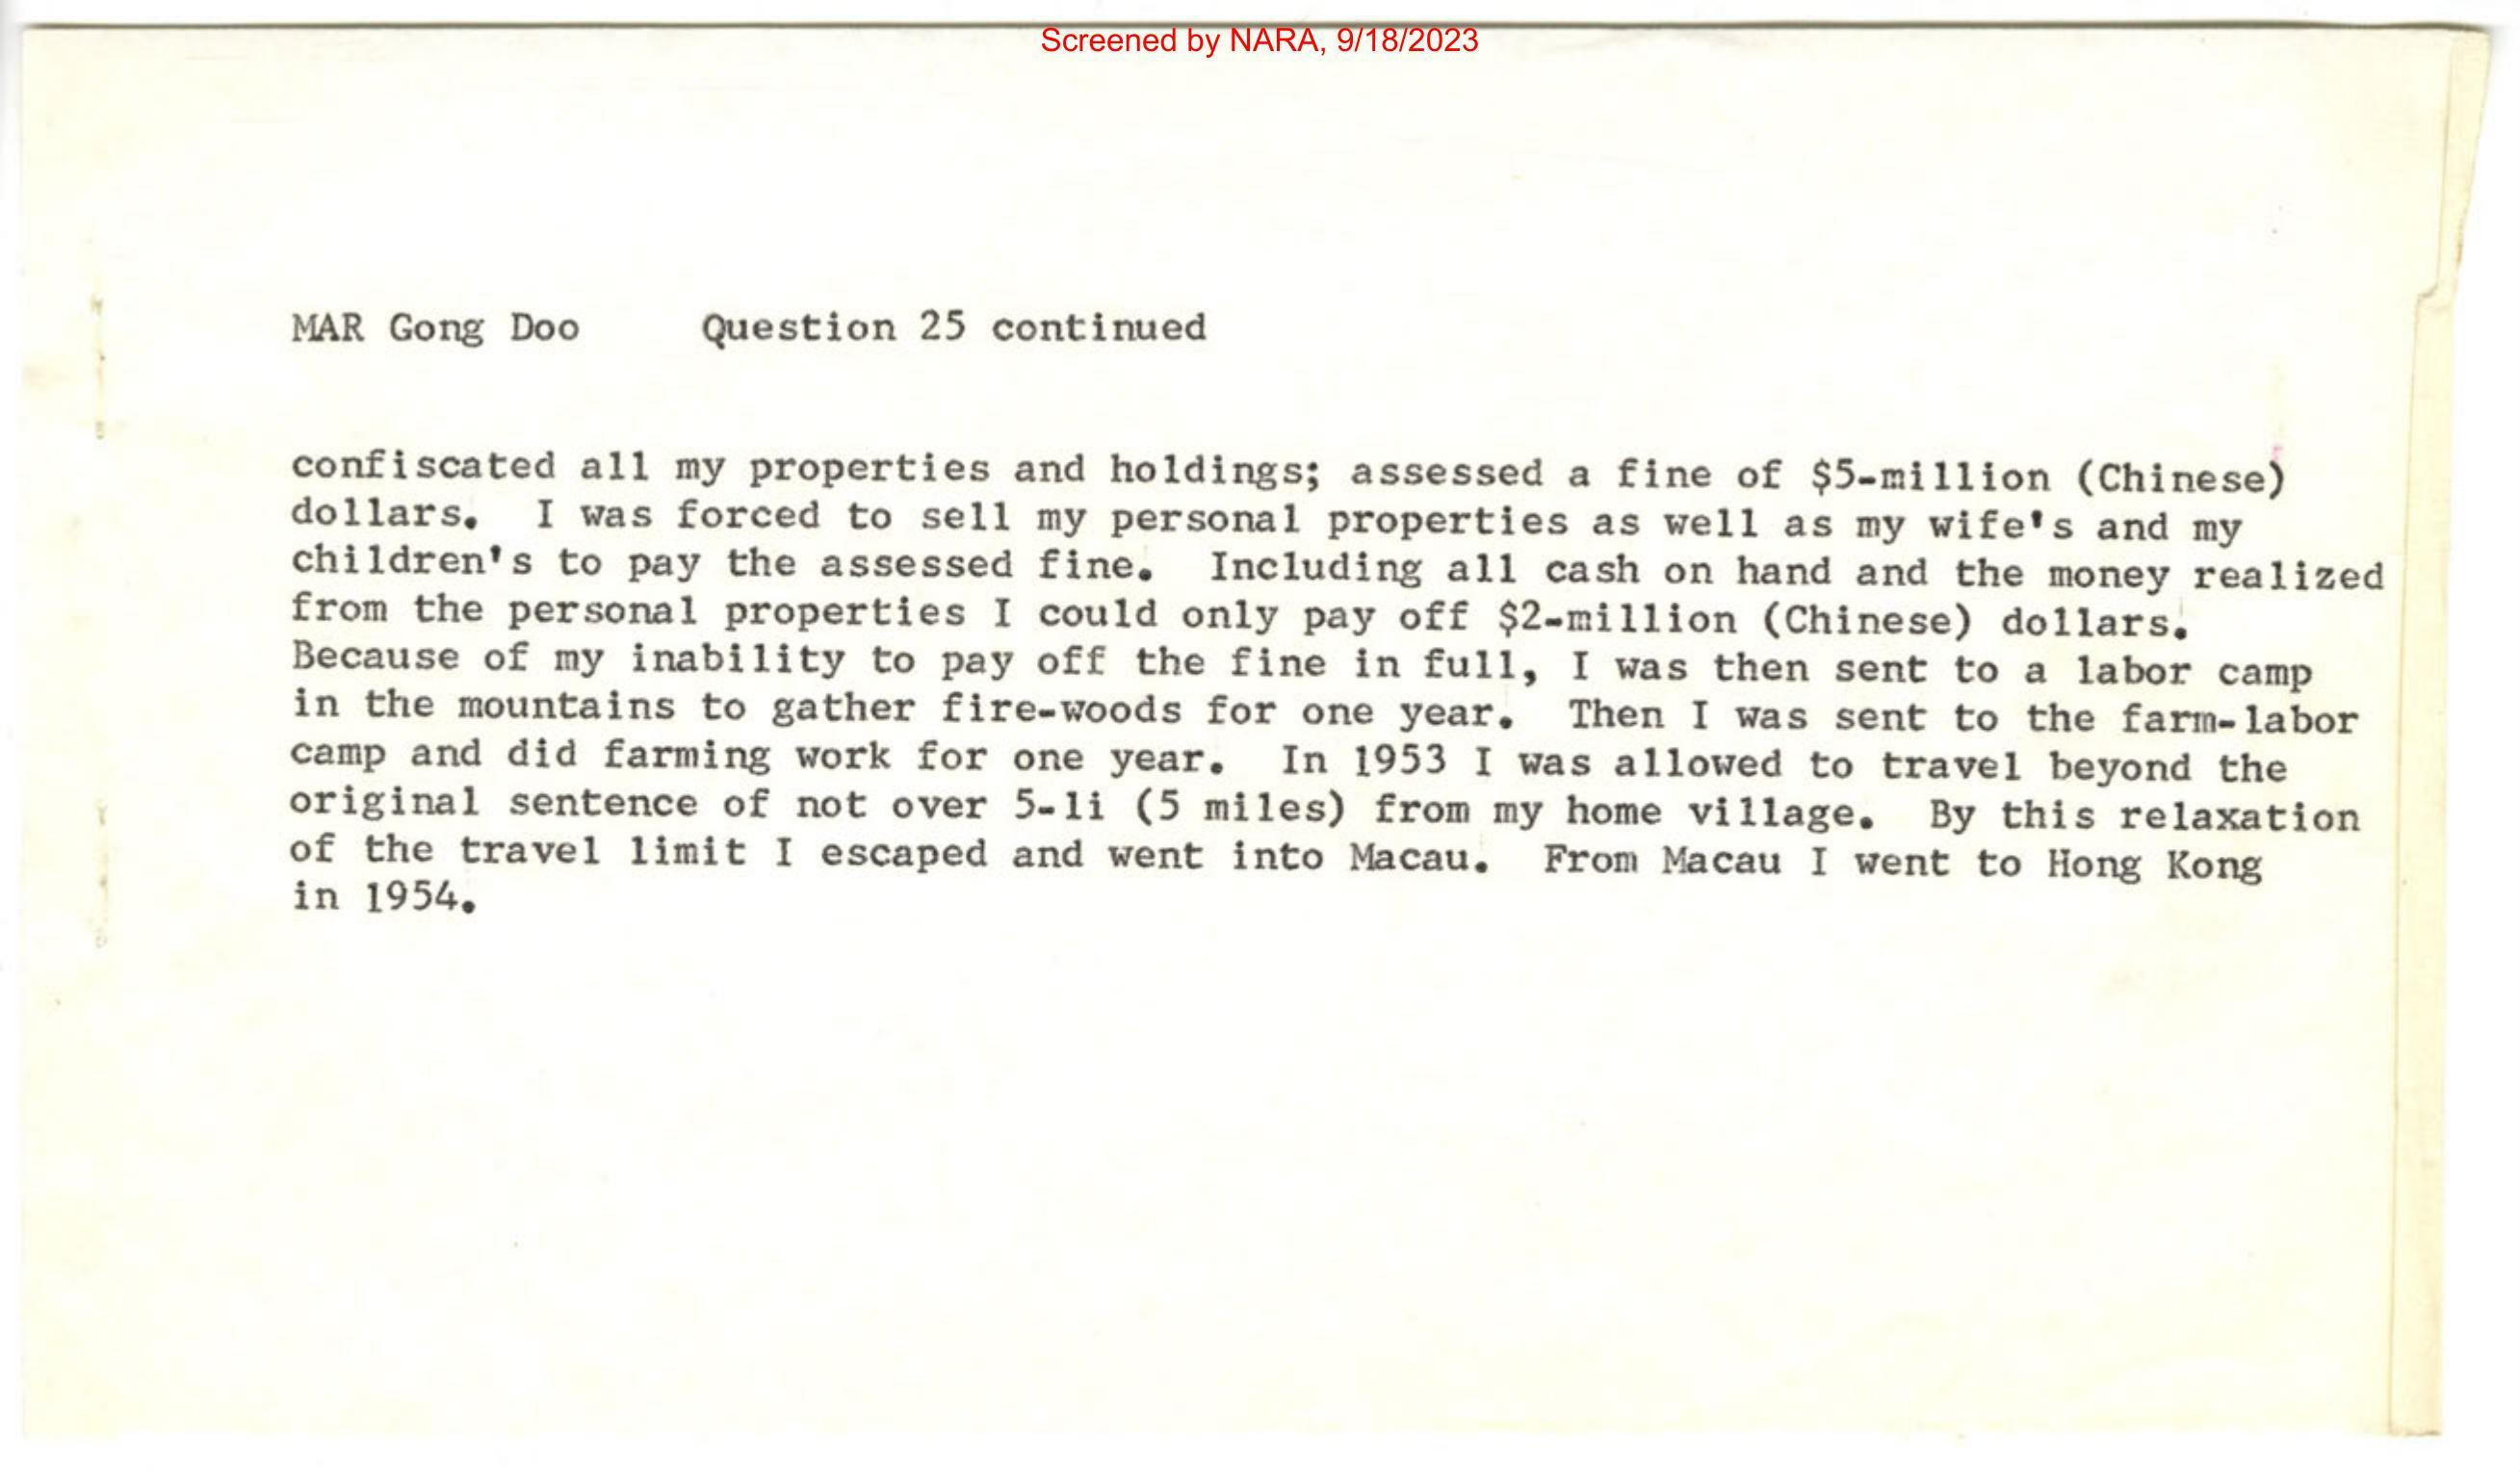 Screened by NARA, 9/18/2023
MAR Gong Doo     Question 25 continued
confiscated all my properties and holdings; assessed a fine of $5-million (Chinese)
dollars.  I was forced to sell my personal properties as well as my wife's and my
children's to pay the assessed fine.  Including all cash on hand and the money realized
from the personal properties I could only pay off $2-million (Chinese) dollars.
Because of my inability to pay off the fine in full, I was then sent to a labor camp
in the mountains to gather fire-woods for one year.  Then I was sent to the farm-labor
camp and did farming work for one year.  In 1953 I was allowed to travel beyond the
original sentence of not over 5-li (5 miles) from my home village.  By this relaxation
of the travel limit I escaped and went into Macau.  From Macau I went to Hong Kong
in 1954.